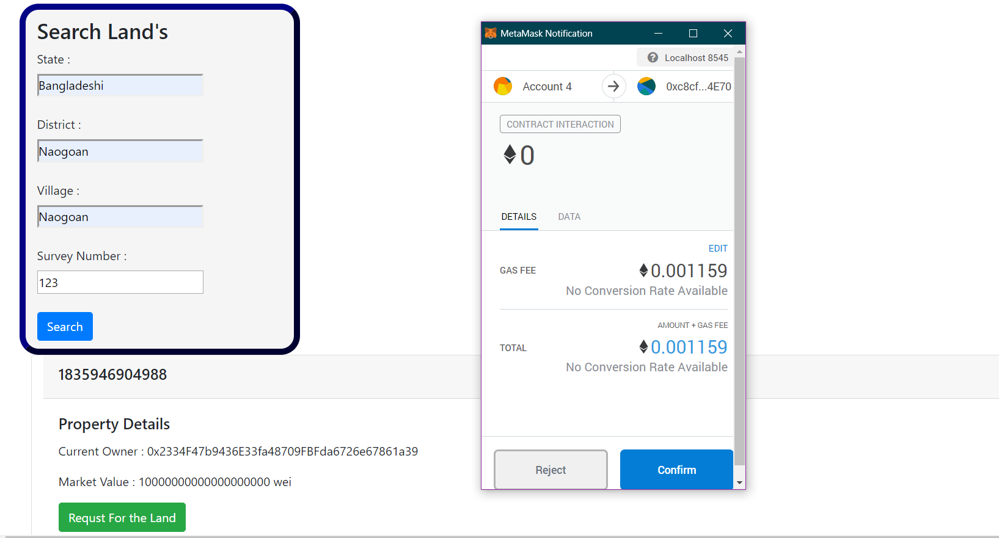 Search Land's
State :
Bangladeshi
District :
Naogoan
Village :
Naogoan
Survey Number :
123
Search
1835946904988
Property Details
Current Owner : 0x2334F47b9436E33fa48709FBFda6726e67861a39
Market Value : 10000000000000000000 wei
Requst For the Land
MetaMask Notification
Localhost 8545
Account 4
0xc8cf...4E70
CONTRACT INTERACTION
0
DETAILS DATA
EDIT
GAS FEE 0.001159
No Conversion Rate Available
AMOUNT + GAS FEE
TOTAL 0.001159
No Conversion Rate Available
Reject Confirm